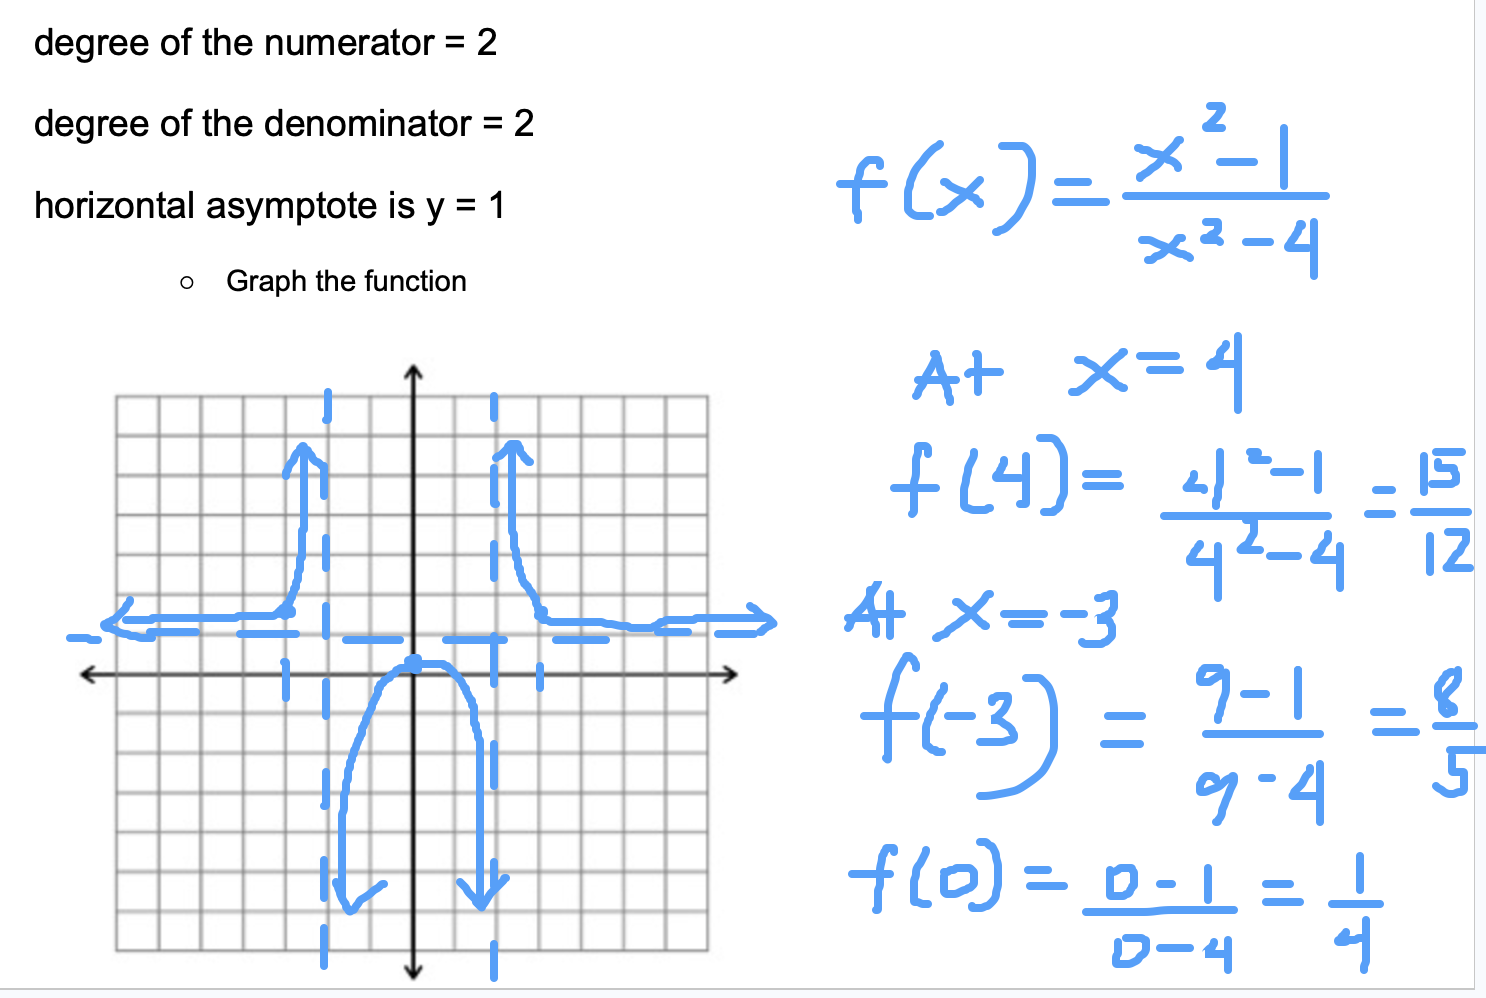 degree of the numerator = 2
degree of the denominator = 2
horizontal asymptote is y = 1
○ Graph the function
f(x) = (x² - 1)/(x² - 4)
At x = 4
f(4) = (4² - 1)/(4² - 4) = 15/12
At x = -3
f(-3) = (9 - 1)/(9 - 4) = 8/5
f(0) = (0 - 1)/(0 - 4) = 1/4